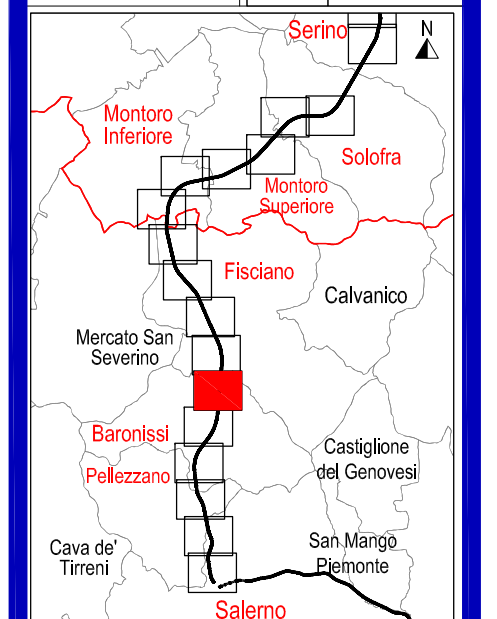 Serino
N
Montoro
Inferiore
Solofra
Montoro
Superiore
Fisciano
Calvanico
Mercato San
Severino
Baronissi
Castiglione
del Genovesi
Pellezzano
Cava de'
Tirreni
San Mango
Piemonte
Salerno